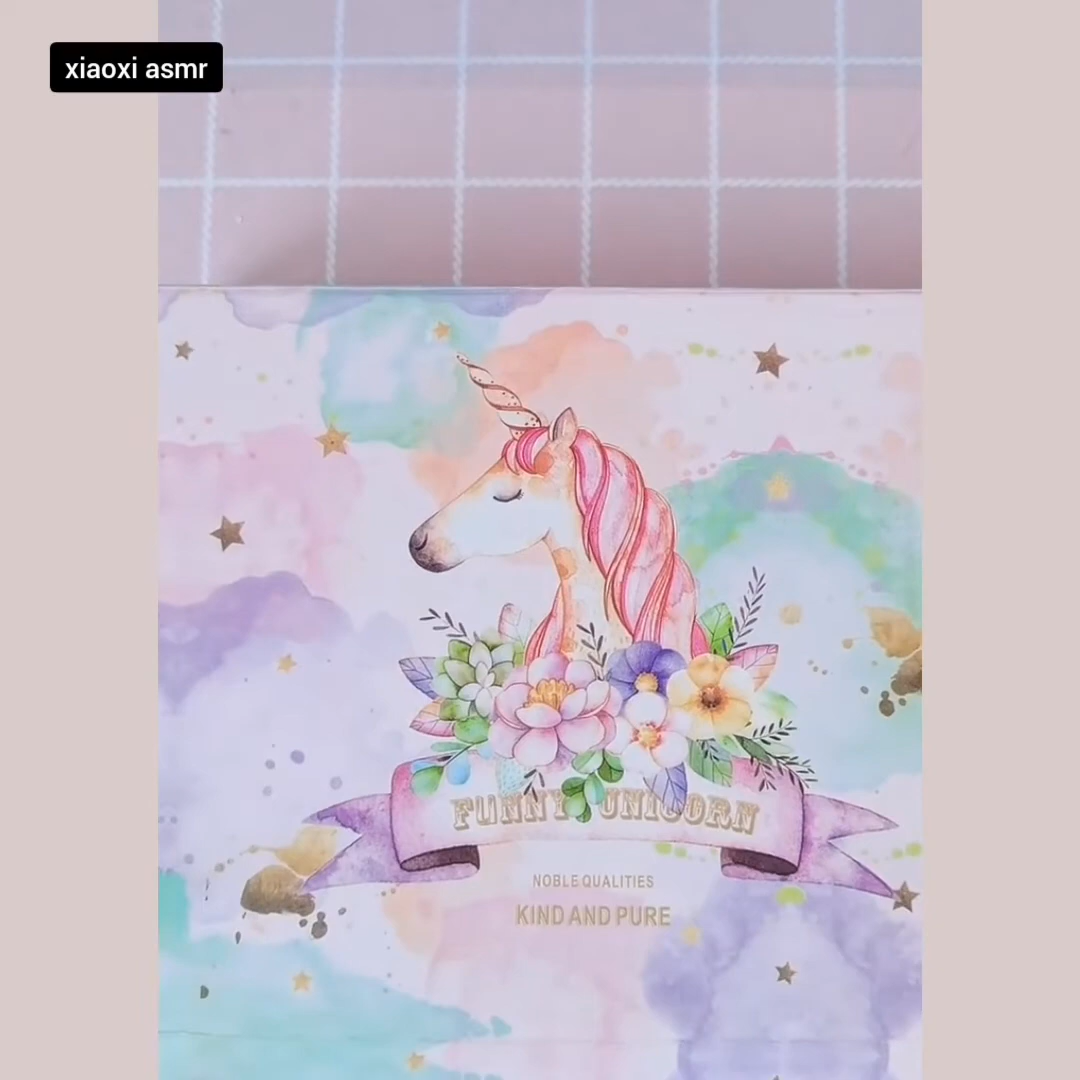 xiaoxi asmr
FUNNY UNICORN
NOBLE QUALITIES
KIND AND PURE